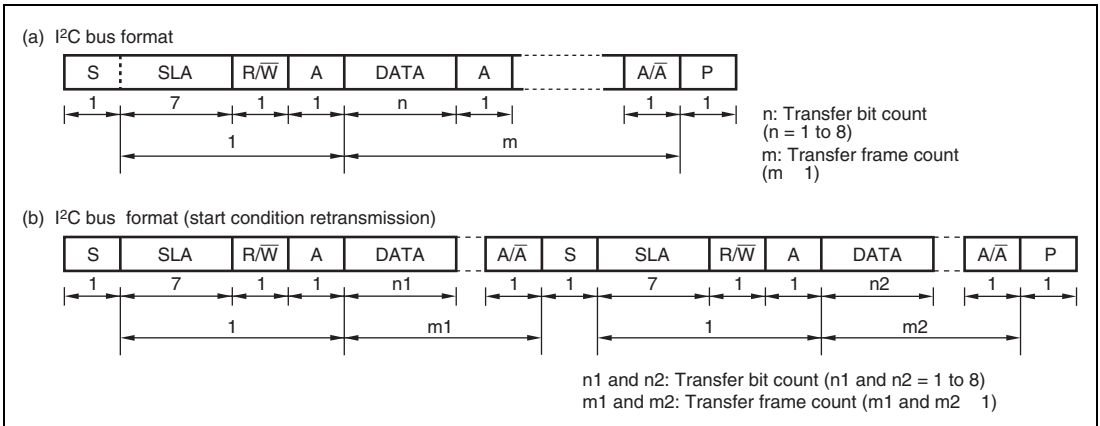 (a) I²C bus format
S SLA R/W̅ A DATA A A/A̅ P
1 7 1 1 n 1 1 1
1 m
n: Transfer bit count
(n = 1 to 8)
m: Transfer frame count
(m 1)
(b) I²C bus format (start condition retransmission)
S SLA R/W̅ A DATA A/A̅ S SLA R/W̅ A DATA A/A̅ P
1 7 1 1 n1 1 1 7 1 1 n2 1 1
1 m1 1 m2
n1 and n2: Transfer bit count (n1 and n2 = 1 to 8)
m1 and m2: Transfer frame count (m1 and m2 1)